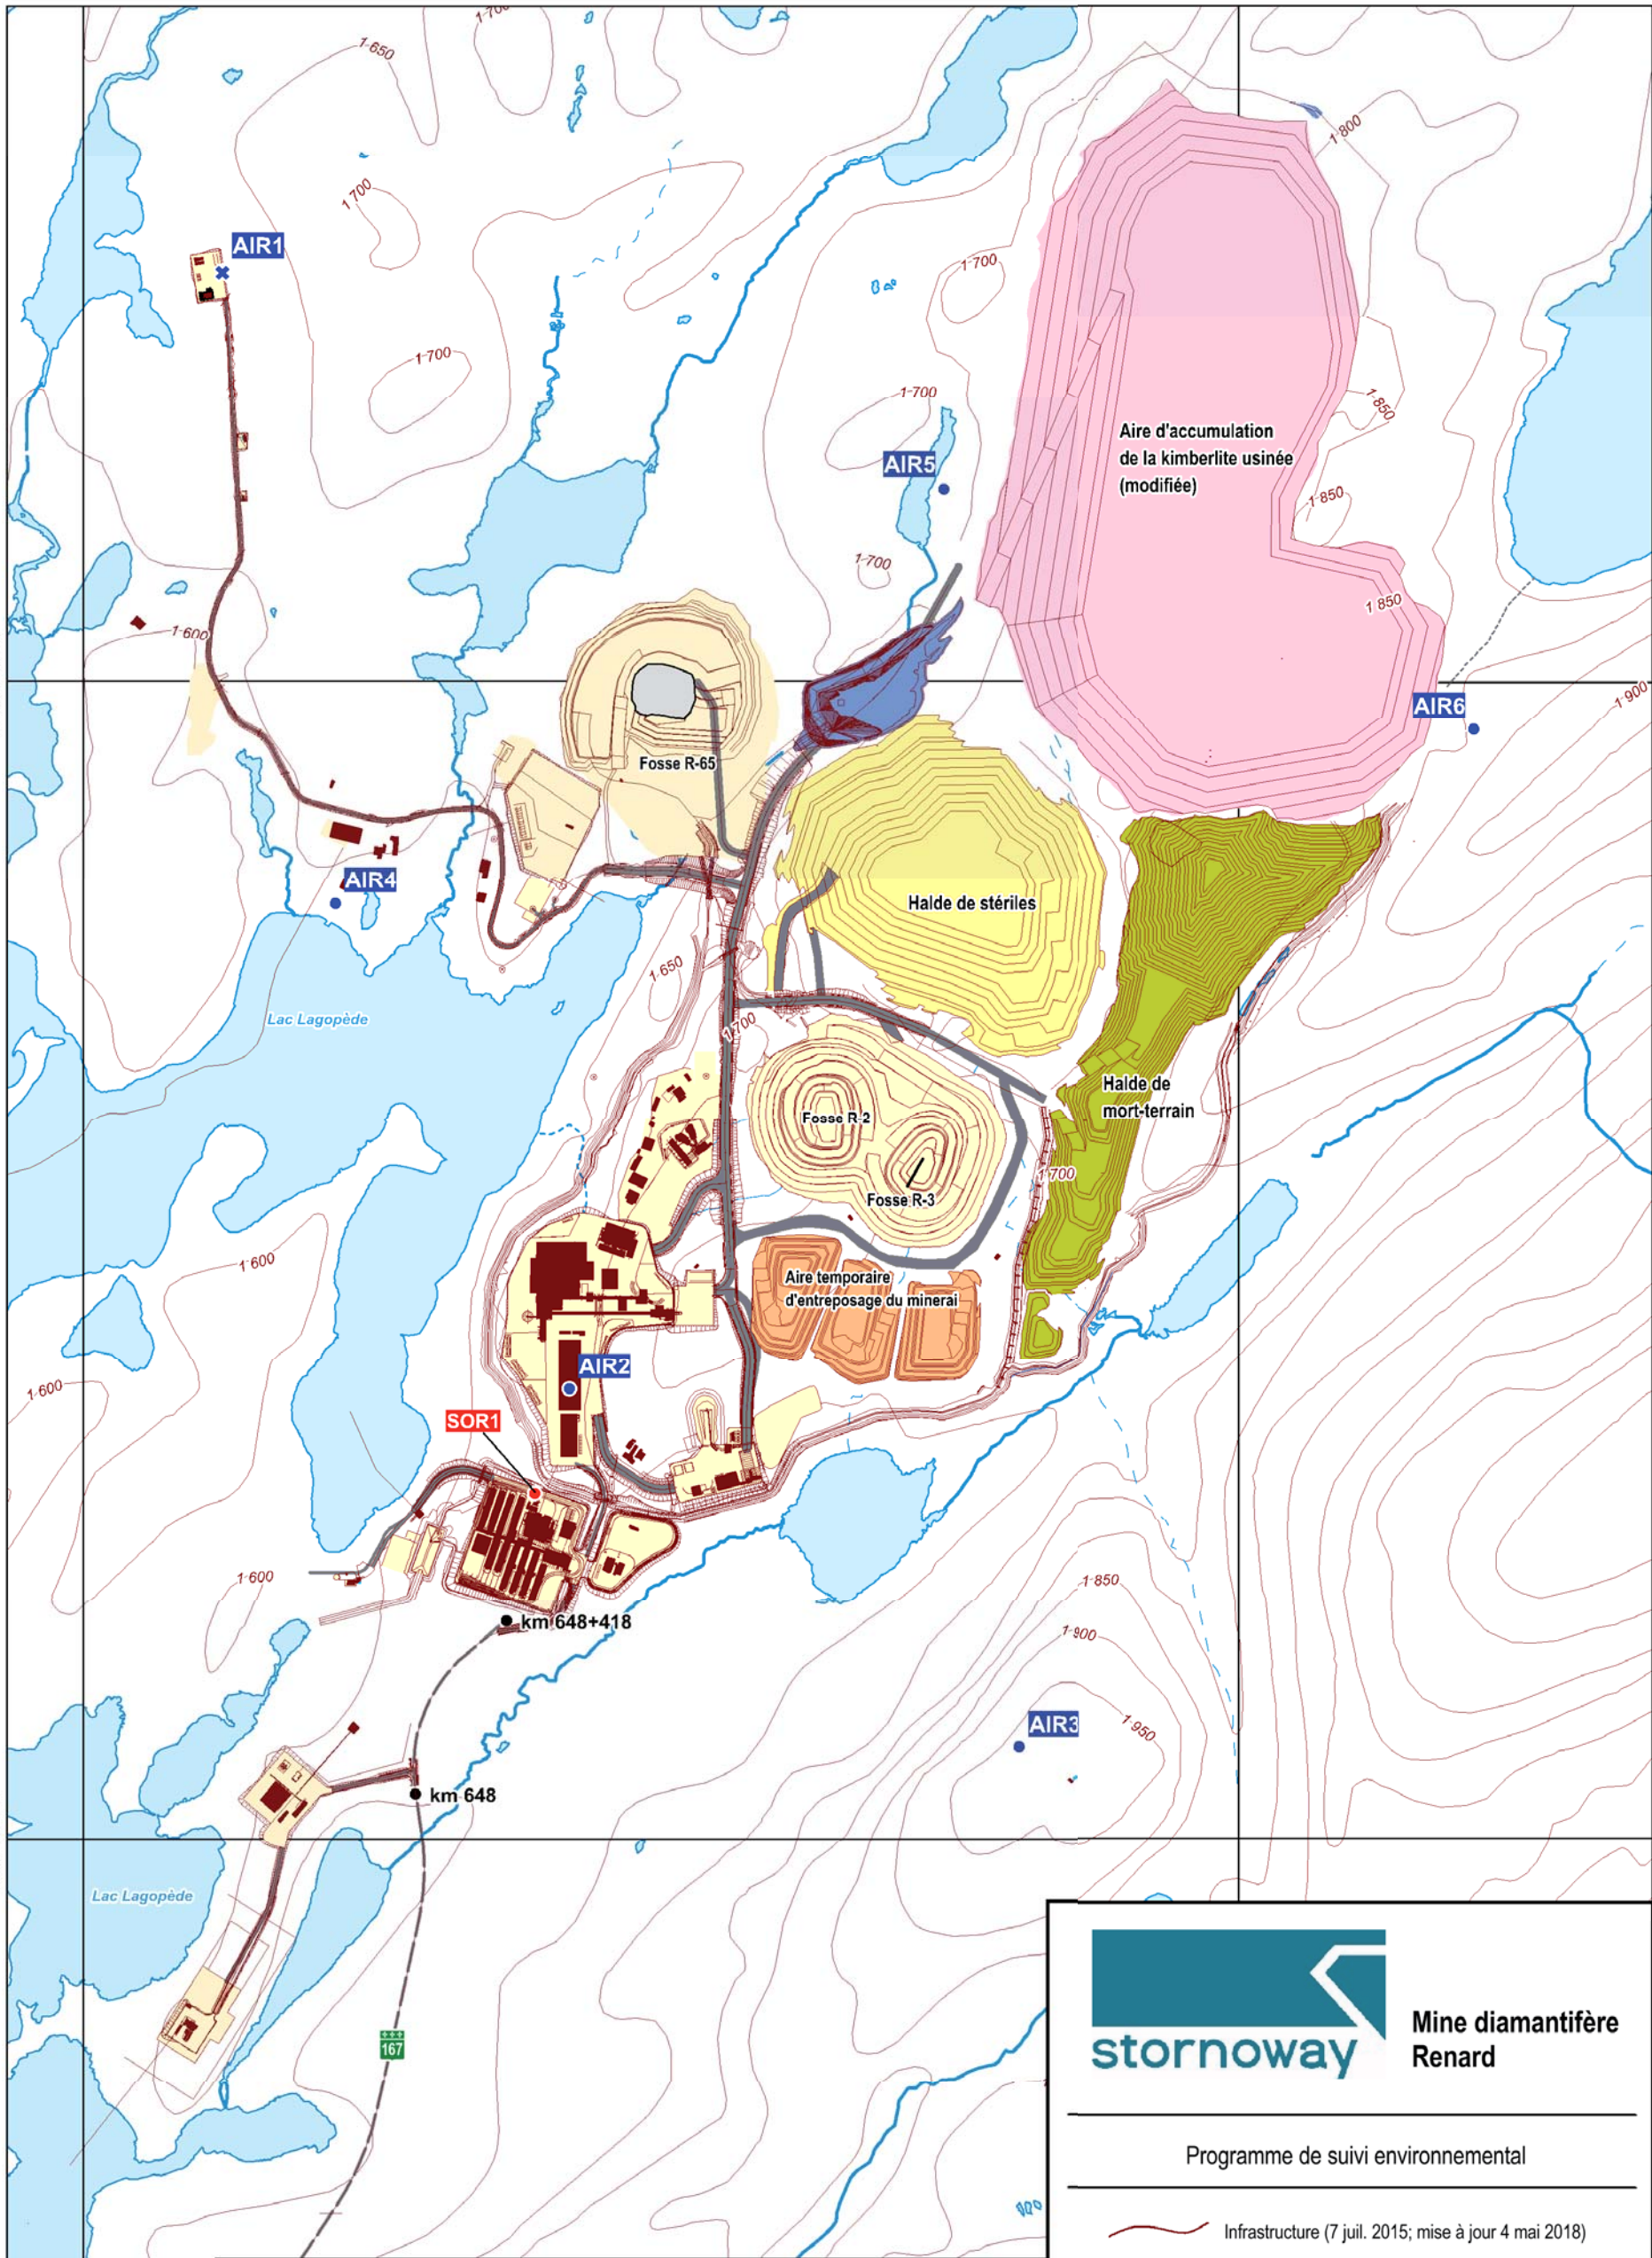 1 700
1 650
1 800
1 700
AIR1
1 700
1 700
1 700
1 850
Aire d'accumulation
de la kimberlite usinée
(modifiée)
AIR5
1 850
1 700
1 850
1 600
1 900
AIR6
Fosse R-65
AIR4
Halde de stériles
1 650
Lac Lagopède
1 700
Halde de
mort-terrain
Fosse R-2
1 700
Fosse R-3
1 600
Aire temporaire
d'entreposage du minerai
AIR2
1 600
SOR1
1 600
1 850
km 648+418
1 900
AIR3
1 950
km 648
Lac Lagopède
167
stornoway
Mine diamantifère
Renard
Programme de suivi environnemental
Infrastructure (7 juil. 2015; mise à jour 4 mai 2018)